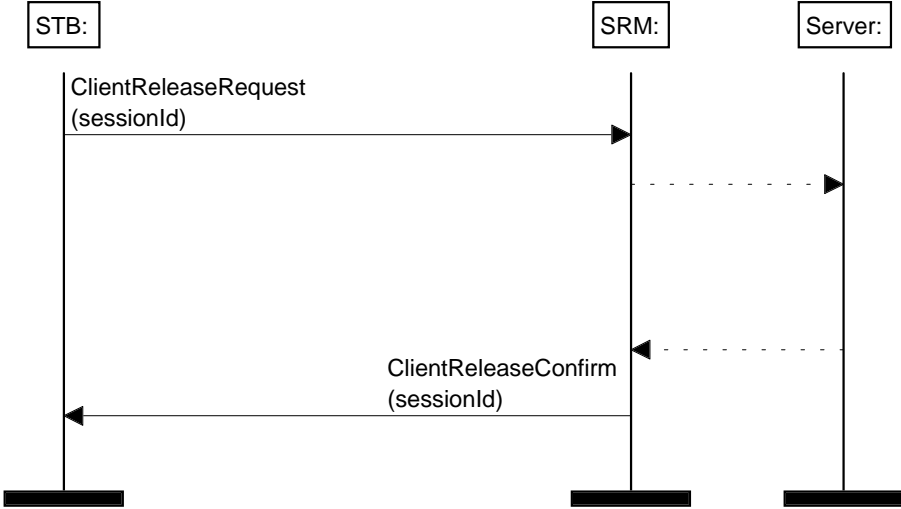 STB:
SRM:
Server:
ClientReleaseRequest
(sessionId)
ClientReleaseConfirm
(sessionId)